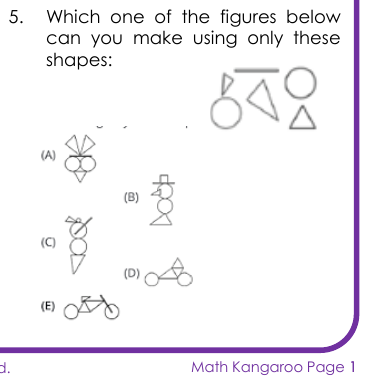 5. Which one of the figures below
can you make using only these
shapes:
(A)
(B)
(C)
(D)
(E)
d.
Math Kangaroo Page 1